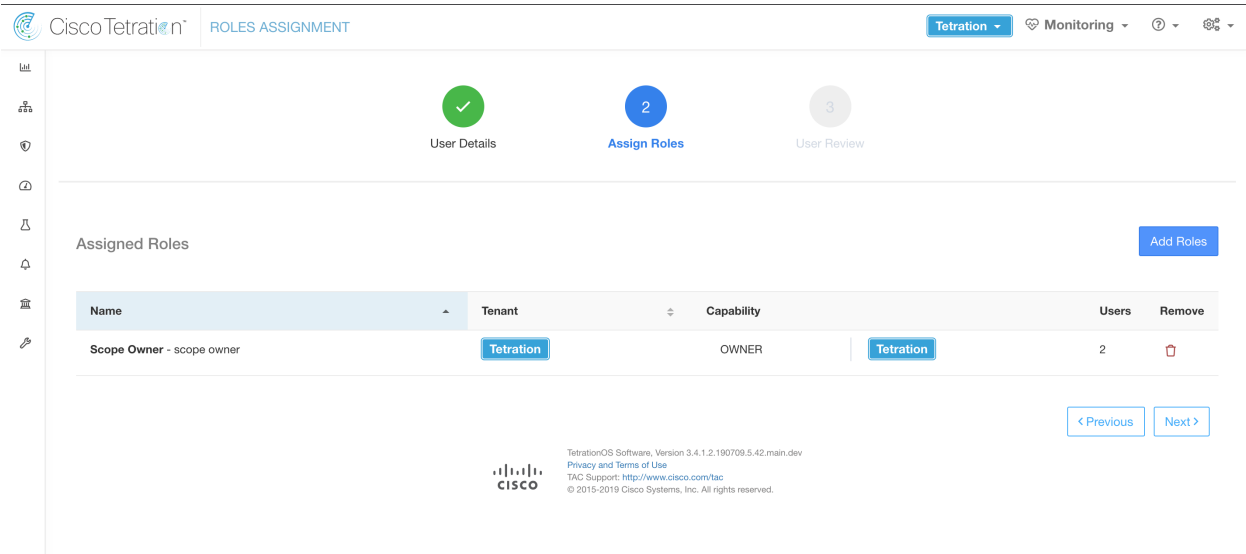 Cisco Tetration™ ROLES ASSIGNMENT Tetration Monitoring ?
2 3
User Details Assign Roles User Review
Assigned Roles Add Roles
Name Tenant Capability Users Remove
Scope Owner - scope owner Tetration OWNER Tetration 2
Previous Next
TetrationOS Software, Version 3.4.1.2.190709.5.42.main.dev
Privacy and Terms of Use
TAC Support: http://www.cisco.com/tac
© 2015-2019 Cisco Systems, Inc. All rights reserved.
CISCO